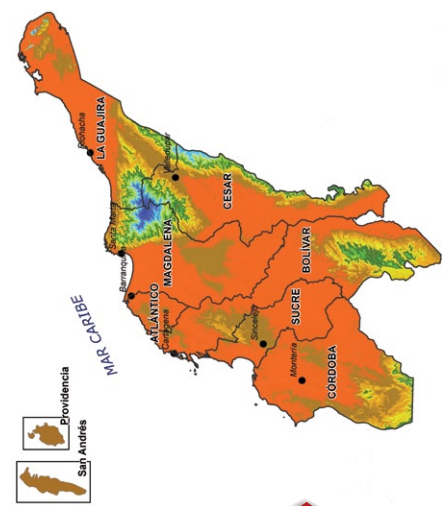 Riohacha
LA GUAJIRA
Santa Marta
Valledupar
CESAR
Barranquilla
MAGDALENA
MAR CARIBE
ATLÁNTICO
Cartagena
BOLÍVAR
SUCRE
Sincelejo
Montería
CÓRDOBA
Providencia
San Andrés